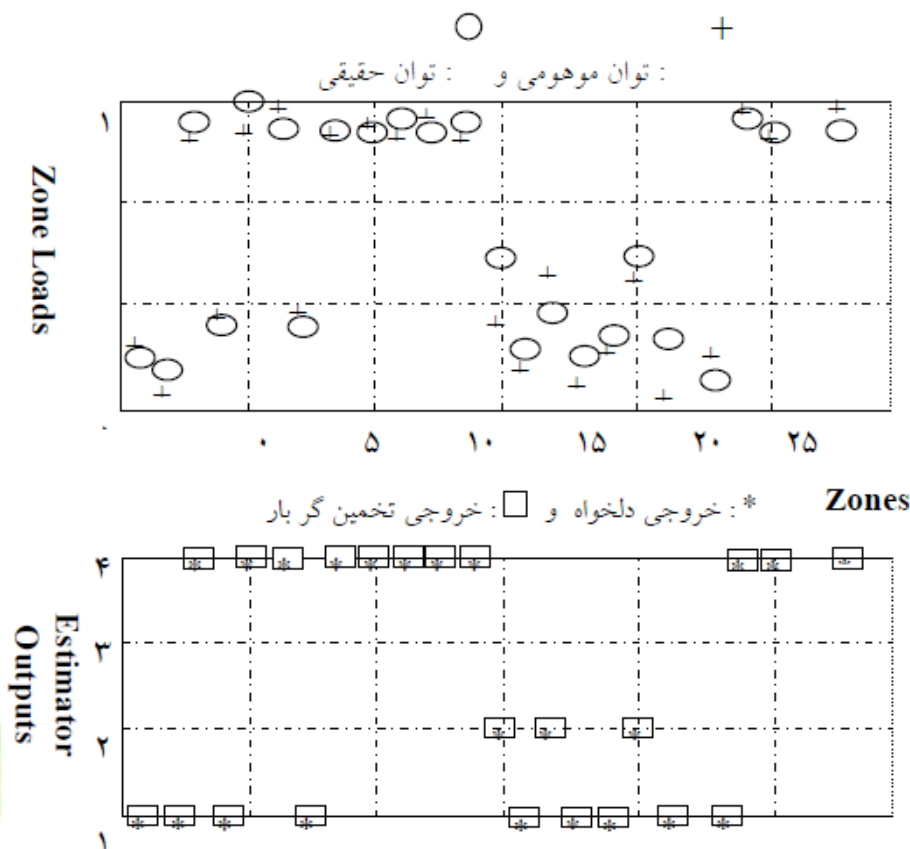 +
: توان موهومی و : توان حقیقی
۱
Zone Loads
۰
۰ ۵ ۱۰ ۱۵ ۲۰ ۲۵
Zones
* : خروجی دلخواه و : خروجی تخمین گر بار
۴
۳
۲
۱
Estimator
Outputs